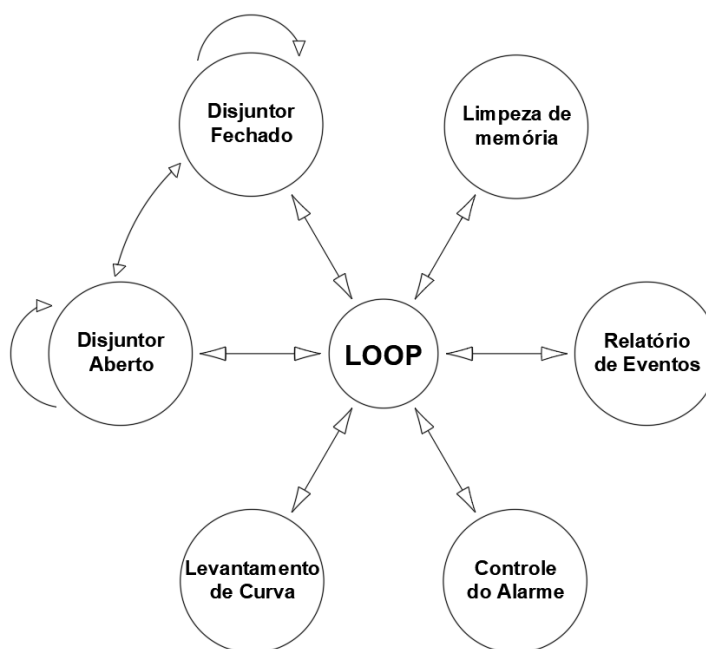 Disjuntor
Fechado
Limpeza de
memória
Disjuntor
Aberto
LOOP
Relatório
de Eventos
Levantamento
de Curva
Controle
do Alarme